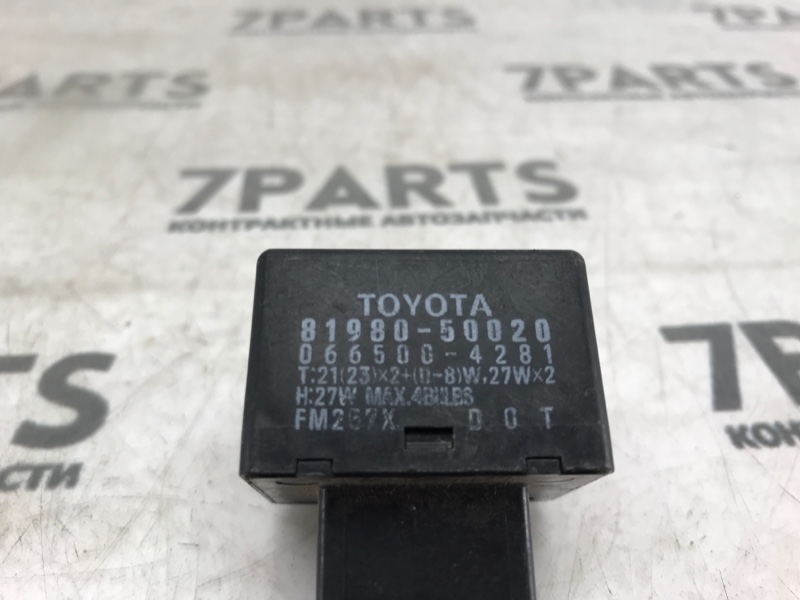 7PARTS
7PARTS
7PARTS
КОНТРАКТНЫЕ АВТОЗАПЧАСТИ
TOYOTA
81980-50020
066500-4281
T:21(23)×2+(0-8)W,27W×2
H:27W MAX.4BULBS
FM257X D O T